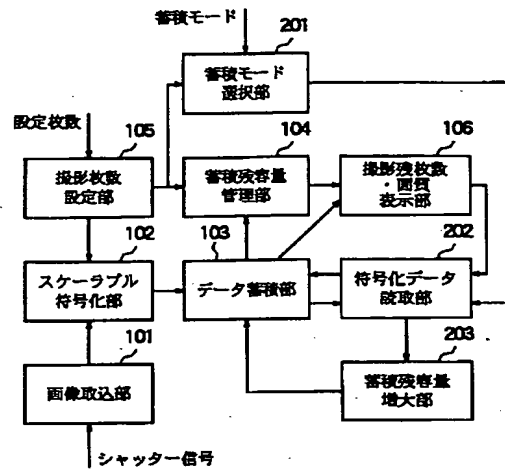 蓄積モード
201
蓄積モード
選択部
設定枚数
105
撮影枚数
設定部
104
蓄積残容量
管理部
106
撮影残枚数
・画質
表示部
102
スケーラブル
符号化部
103
データ蓄積部
202
符号化データ
読取部
101
画像取込部
203
蓄積残容量
増大部
シャッター信号